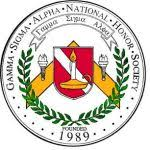 GAMMA · SIGMA · ALPHA · NATIONAL · HONOR · SOCIETY
Γαμμα Σιγμα Αλφα
FOUNDED
1989